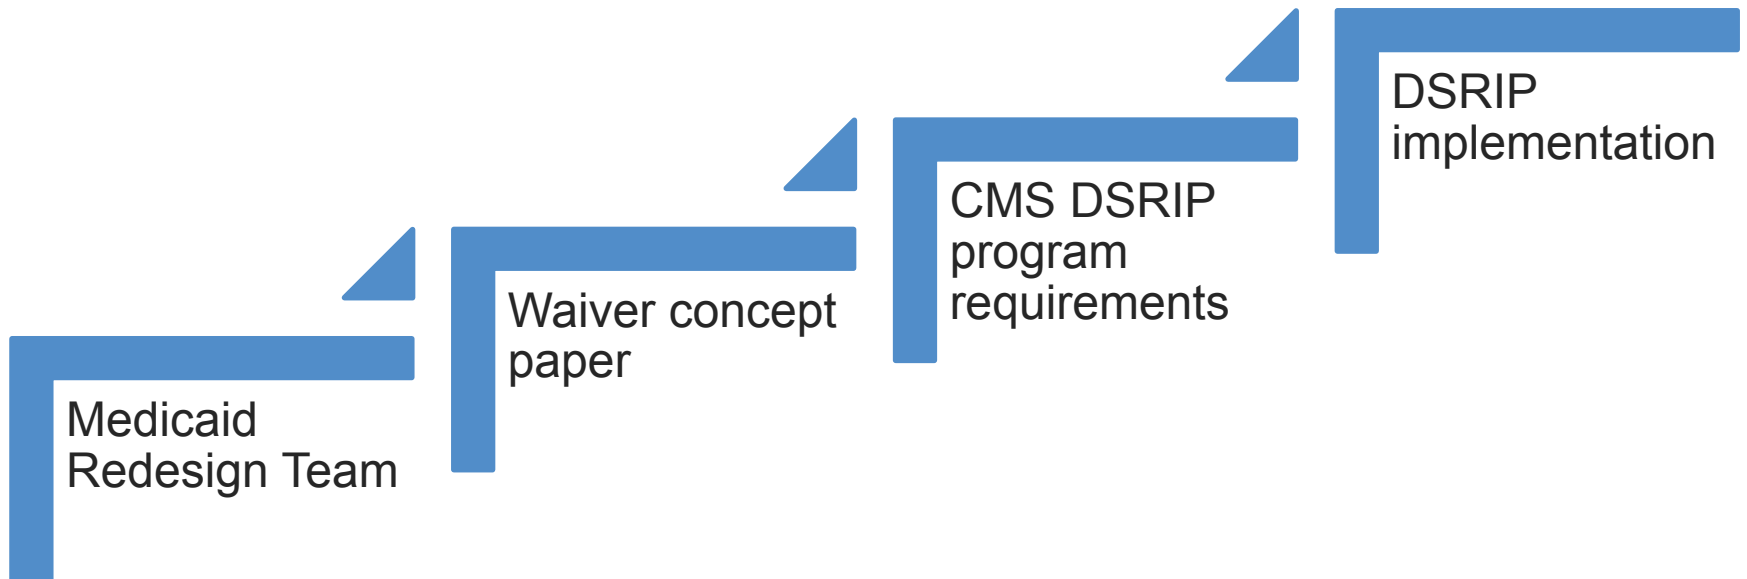 Medicaid
Redesign Team
Waiver concept
paper
CMS DSRIP
program
requirements
DSRIP
implementation